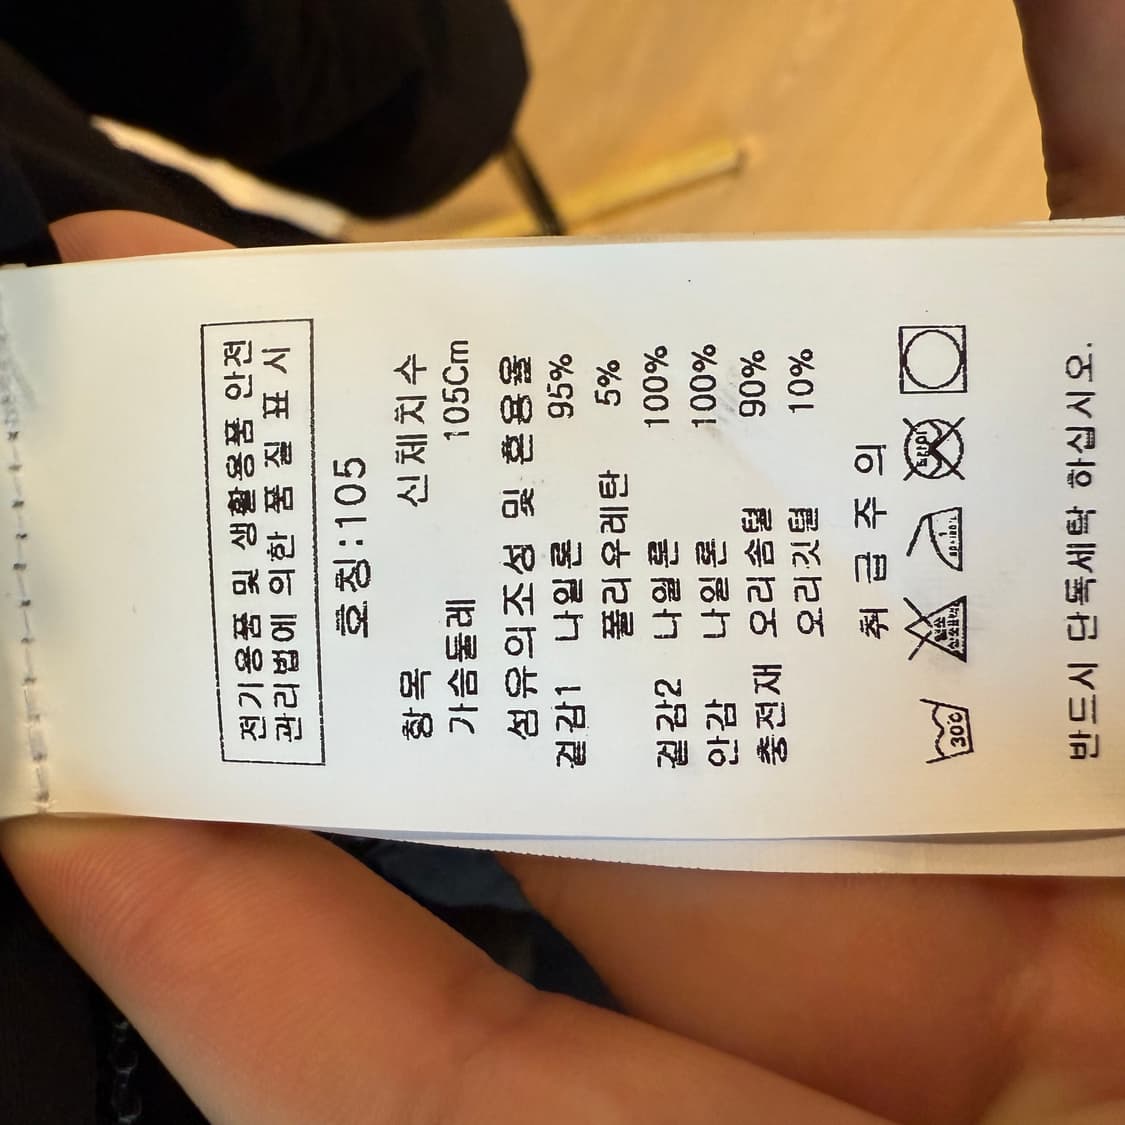 전기용품 및 생활용품 안전
관리법에 의한 품 질 표 시
호칭:105
항목 신체치수
가슴둘레 105Cm
섬유의조성 및 혼용율
겉감1 나일론 95%
폴리우레탄 5%
겉감2 나일론 100%
안감 나일론 100%
충전재 오리솜털 90%
오리깃털 10%
취 급 주 의
30℃
반드시 단독세탁 하십시오.